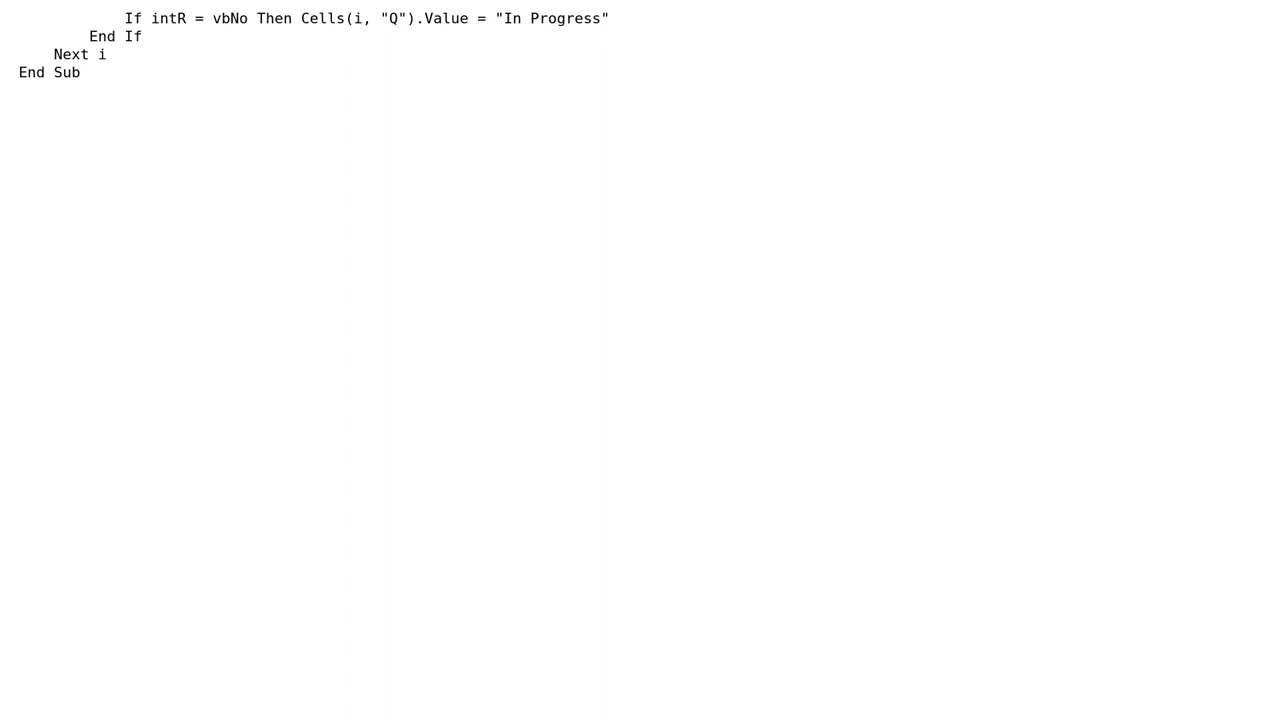 If intR = vbNo Then Cells(i, "Q").Value = "In Progress"
        End If
    Next i
End Sub